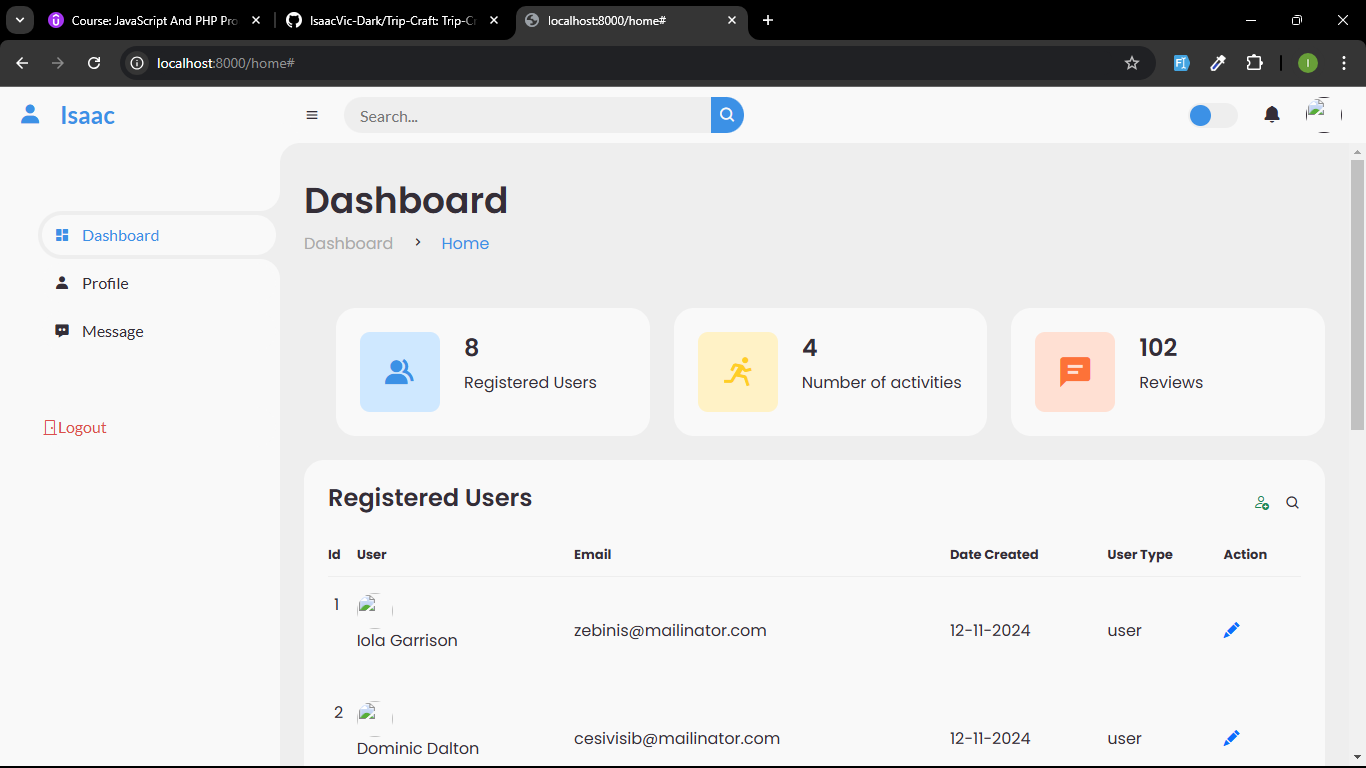 Course: JavaScript And PHP Pro
IsaacVic-Dark/Trip-Craft: Trip-Cr
localhost:8000/home#
localhost:8000/home#
I
Isaac
Search...
Dashboard
Dashboard
Home
Dashboard
Profile
Message
Logout
8
Registered Users
4
Number of activities
102
Reviews
Registered Users
Id User Email Date Created User Type Action
1 Iola Garrison zebinis@mailinator.com 12-11-2024 user
2 Dominic Dalton cesivisib@mailinator.com 12-11-2024 user